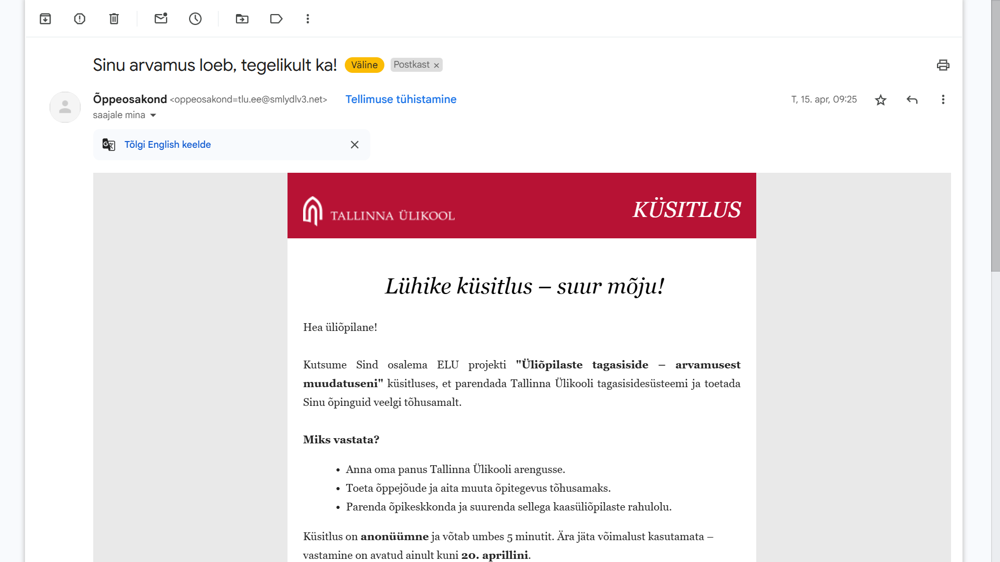 Sinu arvamus loeb, tegelikult ka! Väline Postkast ×
Õppeosakond <oppeosakond=tlu.ee@smlydlv3.net> Tellimuse tühistamine T, 15. apr, 09:25
saajale mina
Tõlgi English keelde
TALLINNA ÜLIKOOL KÜSITLUS
Lühike küsitlus – suur mõju!
Hea üliõpilane!
Kutsume Sind osalema ELU projekti "Üliõpilaste tagasiside – arvamusest
muudatuseni" küsitluses, et parendada Tallinna Ülikooli tagasisidesüsteemi ja toetada
Sinu õpinguid veelgi tõhusamalt.
Miks vastata?
• Anna oma panus Tallinna Ülikooli arengusse.
• Toeta õppejõude ja aita muuta õpitegevus tõhusamaks.
• Parenda õpikeskkonda ja suurenda sellega kaasüliõpilaste rahulolu.
Küsitlus on anonüümne ja võtab umbes 5 minutit. Ära jäta võimalust kasutamata –
vastamine on avatud ainult kuni 20. aprillini.